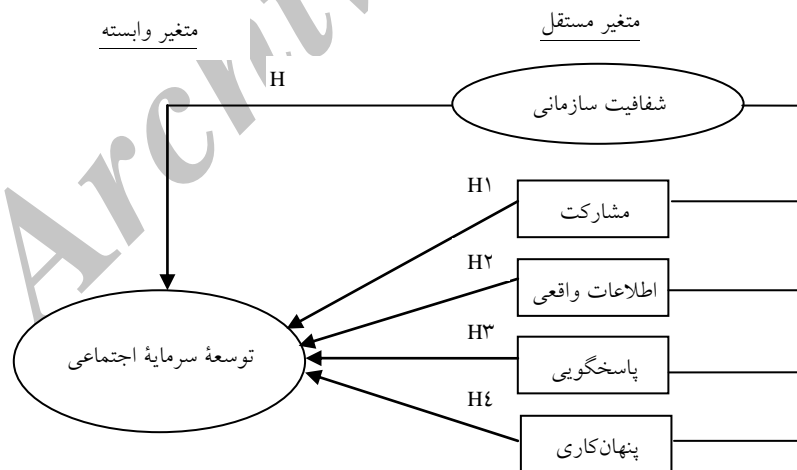 متغیر مستقل
متغیر وابسته
H
شفافیت سازمانی
H۱
مشارکت
H۲
اطلاعات واقعی
H۳
پاسخگویی
توسعهٔ سرمایهٔ اجتماعی
H٤
پنهان‌کاری